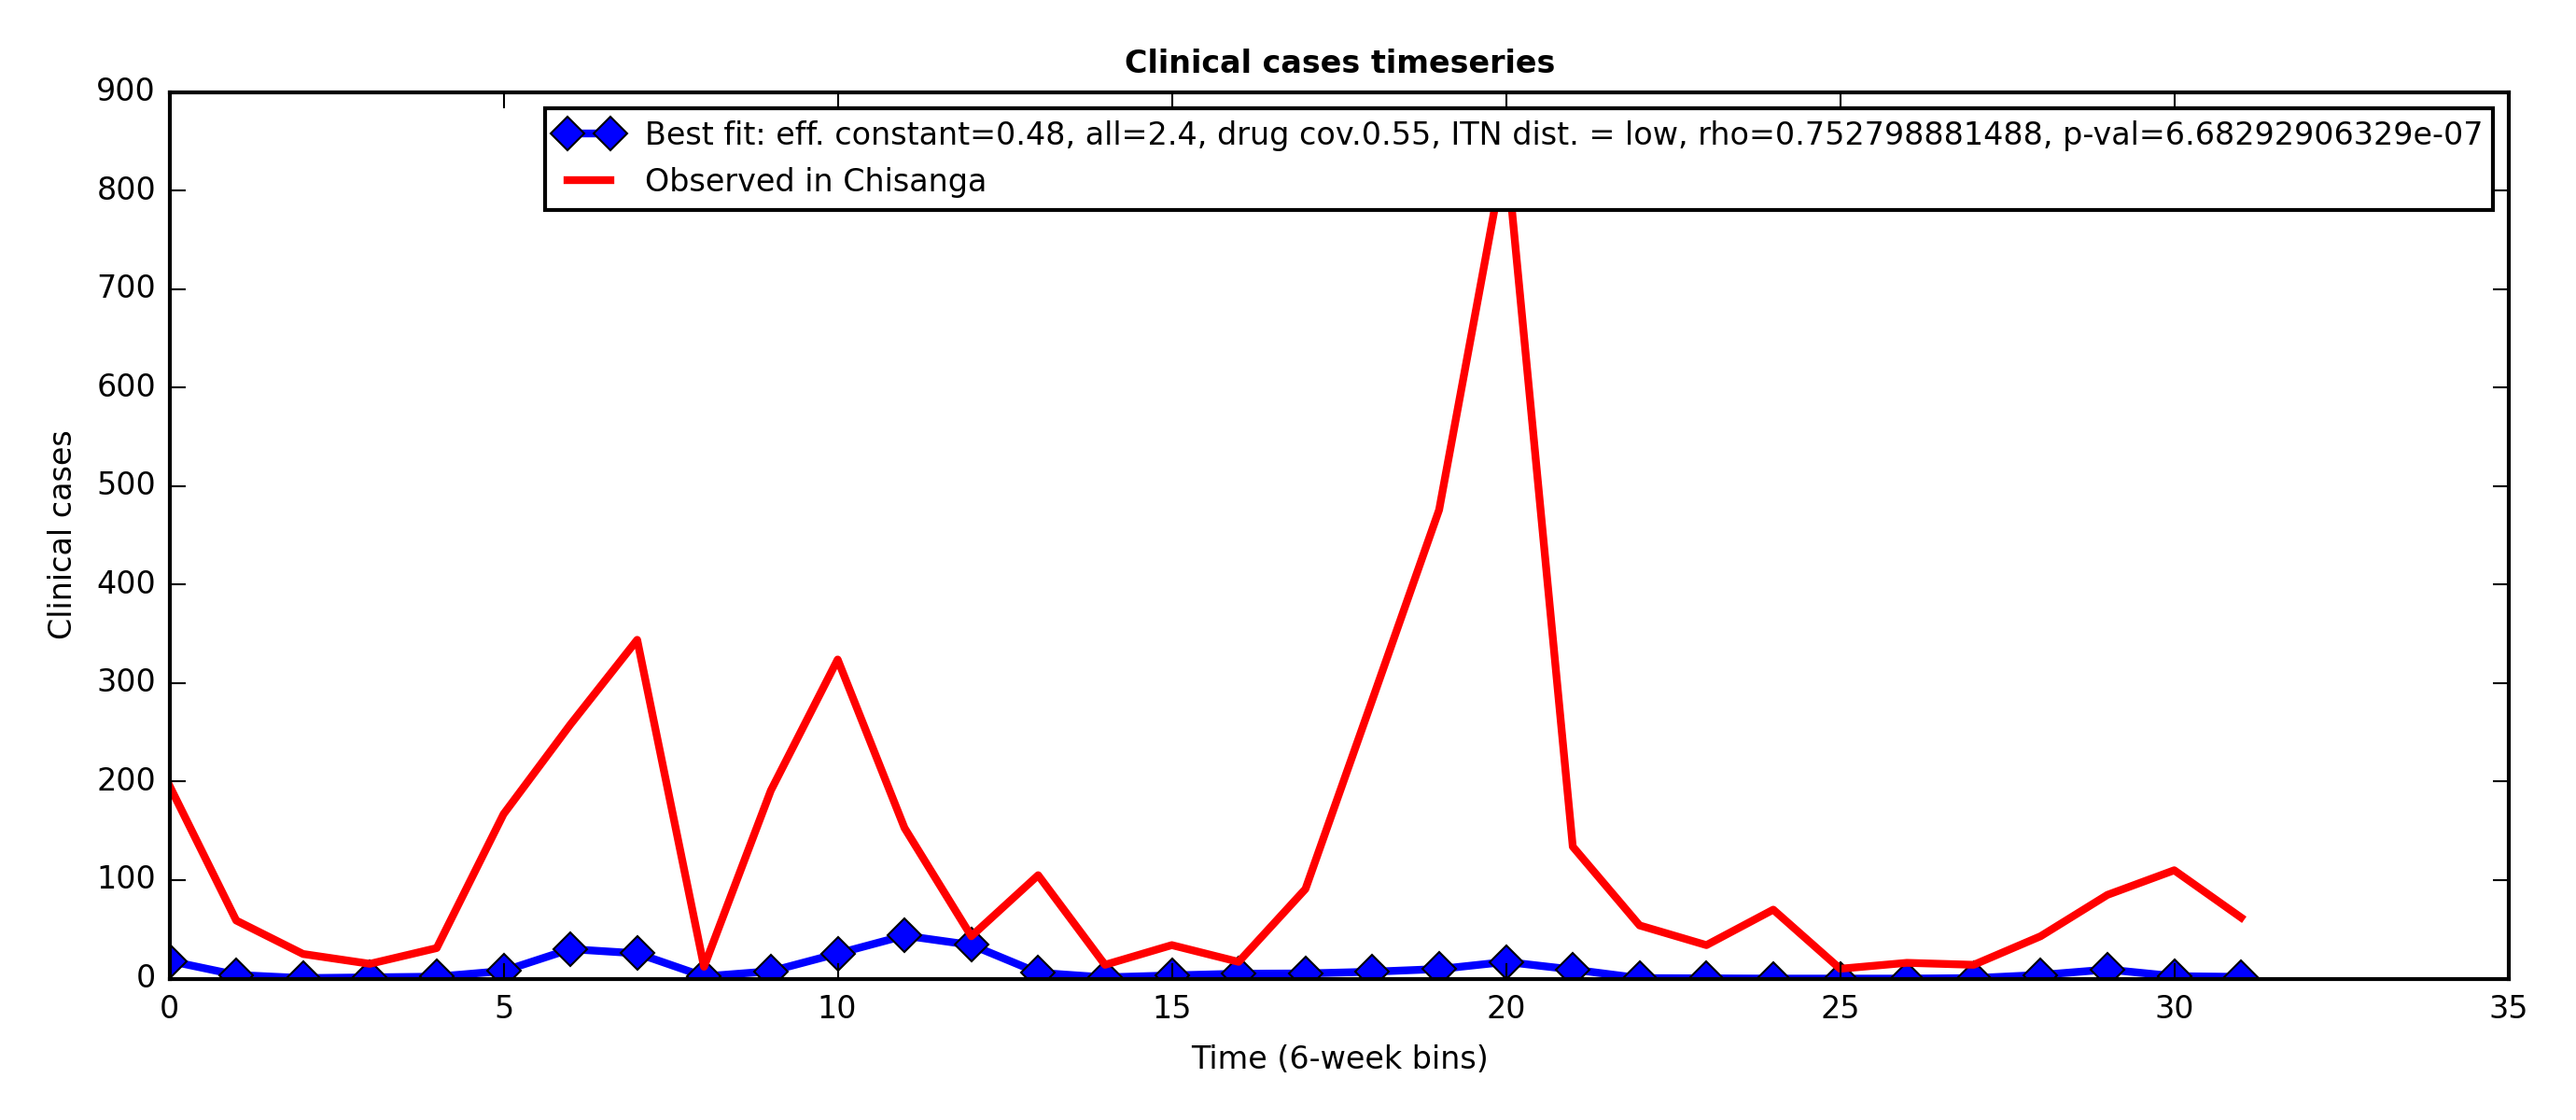 Clinical cases timeseries
900
800
700
600
500
400
300
200
100
0
Clinical cases
Best fit: eff. constant=0.48, all=2.4, drug cov.0.55, ITN dist. = low, rho=0.752798881488, p-val=6.68292906329e-07
Observed in Chisanga
0 5 10 15 20 25 30 35
Time (6-week bins)